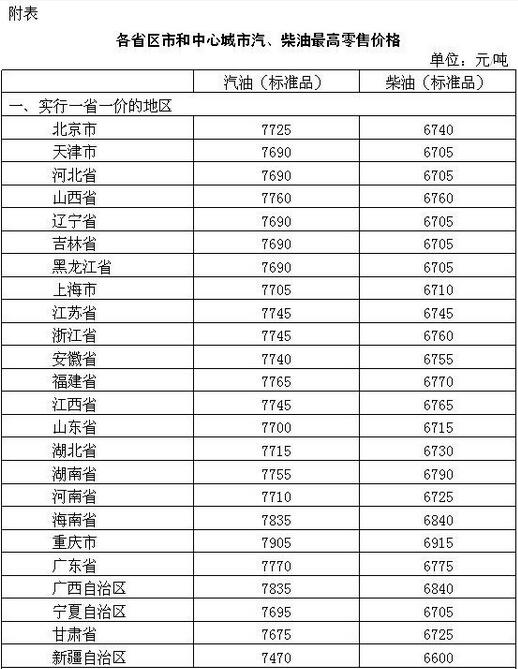 附表
各省区市和中心城市汽、柴油最高零售价格
单位：元/吨
汽油（标准品） 柴油（标准品）
一、实行一省一价的地区
北京市 7725 6740
天津市 7690 6705
河北省 7690 6705
山西省 7760 6760
辽宁省 7690 6705
吉林省 7690 6705
黑龙江省 7690 6705
上海市 7705 6710
江苏省 7745 6745
浙江省 7745 6760
安徽省 7740 6755
福建省 7765 6770
江西省 7745 6765
山东省 7700 6715
湖北省 7715 6730
湖南省 7755 6790
河南省 7710 6725
海南省 7835 6840
重庆市 7905 6915
广东省 7770 6775
广西自治区 7835 6840
宁夏自治区 7695 6705
甘肃省 7675 6725
新疆自治区 7470 6600